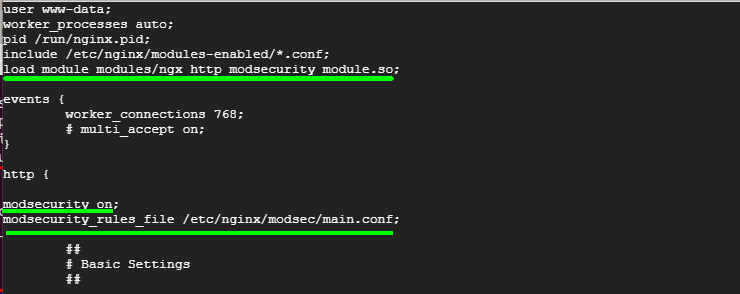 user www-data;
worker_processes auto;
pid /run/nginx.pid;
include /etc/nginx/modules-enabled/*.conf;
load_module modules/ngx_http_modsecurity_module.so;
events {
worker_connections 768;
# multi_accept on;
}
http {
modsecurity on;
modsecurity_rules_file /etc/nginx/modsec/main.conf;
##
# Basic Settings
##